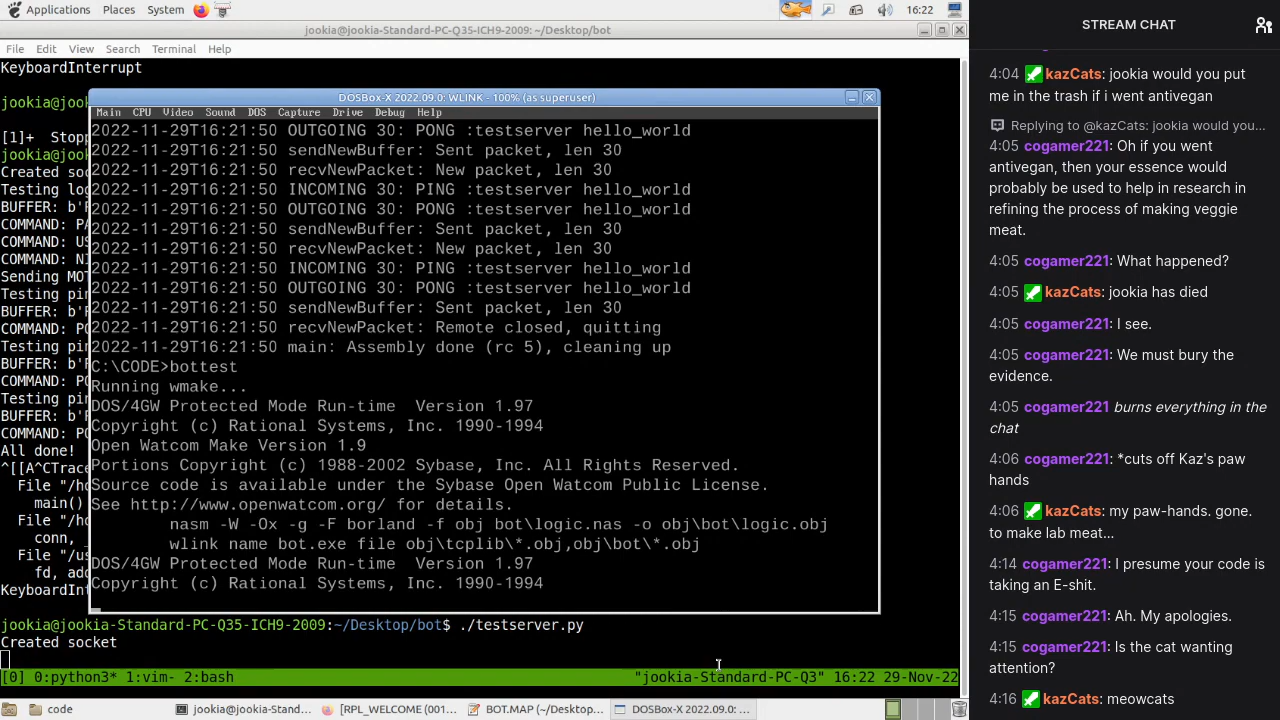 Applications Places System 16:22
jookia@jookia-Standard-PC-Q35-ICH9-2009: ~/Desktop/bot
File Edit View Search Terminal Help
KeyboardInterrupt
jookia@jook
[1]+ Stopp
jookia@jook
Created soc
Testing log
BUFFER: b'P
COMMAND: PA
COMMAND: US
COMMAND: NI
Sending MOT
Testing pin
BUFFER: b'P
COMMAND: PO
Testing pin
BUFFER: b'P
COMMAND: PO
Testing pin
BUFFER: b'P
COMMAND: PO
All done!
^[[A^CTrace
File "/ho
main()
File "/ho
conn,
File "/us
fd, add
KeyboardInt
jookia@jookia-Standard-PC-Q35-ICH9-2009:~/Desktop/bot$ ./testserver.py
Created socket
[0] 0:python3* 1:vim- 2:bash "jookia-Standard-PC-Q3" 16:22 29-Nov-22
DOSBox-X 2022.09.0: WLINK - 100% (as superuser)
Main CPU Video Sound DOS Capture Drive Debug Help
2022-11-29T16:21:50 OUTGOING 30: PONG :testserver hello_world
2022-11-29T16:21:50 sendNewBuffer: Sent packet, len 30
2022-11-29T16:21:50 recvNewPacket: New packet, len 30
2022-11-29T16:21:50 INCOMING 30: PING :testserver hello_world
2022-11-29T16:21:50 OUTGOING 30: PONG :testserver hello_world
2022-11-29T16:21:50 sendNewBuffer: Sent packet, len 30
2022-11-29T16:21:50 recvNewPacket: New packet, len 30
2022-11-29T16:21:50 INCOMING 30: PING :testserver hello_world
2022-11-29T16:21:50 OUTGOING 30: PONG :testserver hello_world
2022-11-29T16:21:50 sendNewBuffer: Sent packet, len 30
2022-11-29T16:21:50 recvNewPacket: Remote closed, quitting
2022-11-29T16:21:50 main: Assembly done (rc 5), cleaning up
C:\CODE>bottest
Running wmake...
DOS/4GW Protected Mode Run-time Version 1.97
Copyright (c) Rational Systems, Inc. 1990-1994
Open Watcom Make Version 1.9
Portions Copyright (c) 1988-2002 Sybase, Inc. All Rights Reserved.
Source code is available under the Sybase Open Watcom Public License.
See http://www.openwatcom.org/ for details.
nasm -W -Ox -g -F borland -f obj bot\logic.nas -o obj\bot\logic.obj
wlink name bot.exe file obj\tcplib\*.obj,obj\bot\*.obj
DOS/4GW Protected Mode Run-time Version 1.97
Copyright (c) Rational Systems, Inc. 1990-1994
code jookia@jookia-Stand... [RPL_WELCOME (001... BOT.MAP (~/Desktop... DOSBox-X 2022.09.0: ...
STREAM CHAT
4:04 kazCats: jookia would you put
me in the trash if i went antivegan
Replying to @kazCats: jookia would you...
4:05 cogamer221: Oh if you went
antivegan, then your essence would
probably be used to help in research in
refining the process of making veggie
meat.
4:05 cogamer221: What happened?
4:05 kazCats: jookia has died
4:05 cogamer221: I see.
4:05 cogamer221: We must bury the
evidence.
4:05 cogamer221 burns everything in the
chat
4:06 cogamer221: *cuts off Kaz's paw
hands
4:06 kazCats: my paw-hands. gone.
to make lab meat...
4:14 cogamer221: I presume your code is
taking an E-shit.
4:15 cogamer221: Ah. My apologies.
4:15 cogamer221: Is the cat wanting
attention?
4:16 kazCats: meowcats